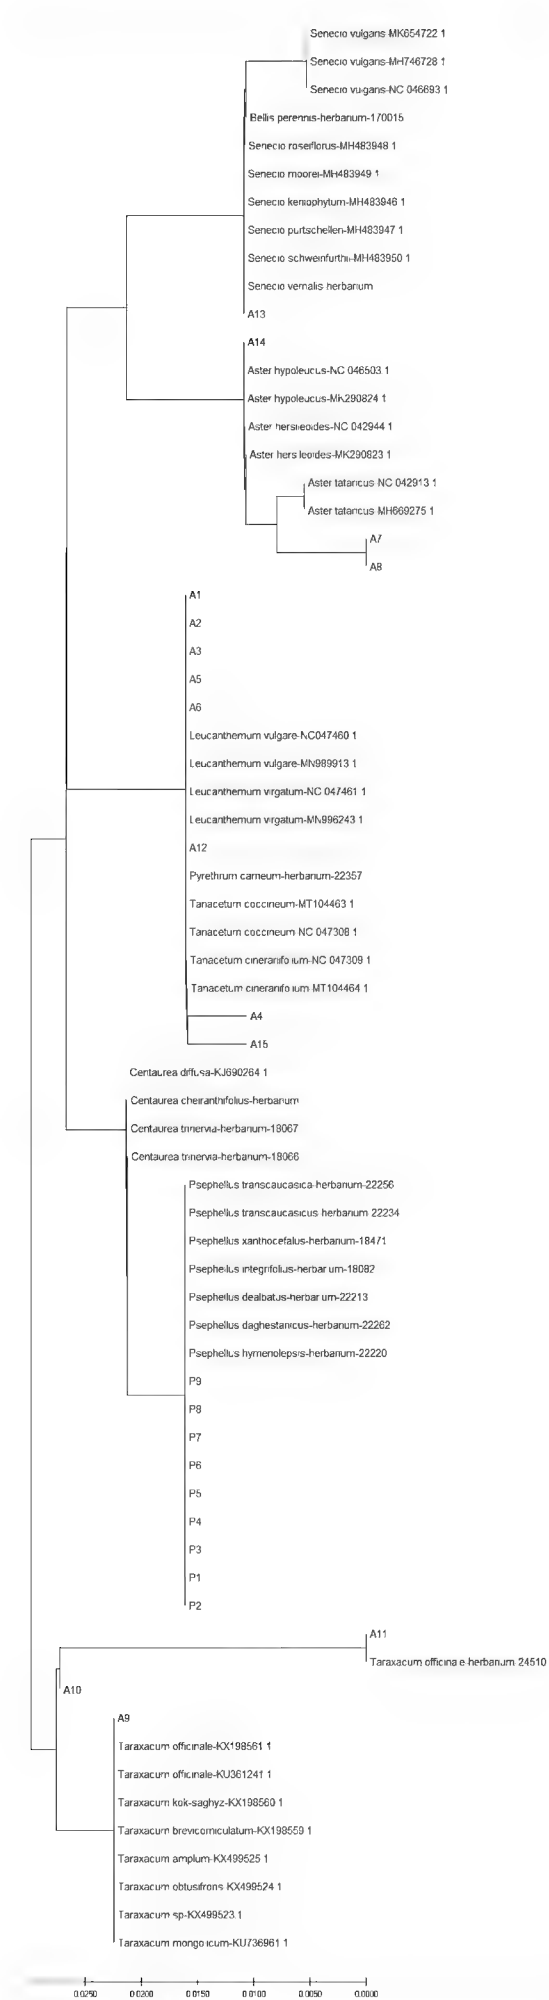 Senecio vulgaris-MK654722 1
Senecio vulgaris-MH746728 1
Senecio vulgaris-NC 046693 1
Bellis perennis-herbarium-170015
Senecio roseiflorus-MH483948 1
Senecio moorei-MH483949 1
Senecio keniophytum-MH483946 1
Senecio purtschelleri-MH483947 1
Senecio schweinfurthii-MH483950 1
Senecio vernalis herbarium
A13
A14
Aster hypoleucus-NC 046503 1
Aster hypoleucus-MK290824 1
Aster hersileoides-NC 042944 1
Aster hersileoides-MK290823 1
Aster tataricus-NC 042913 1
Aster tataricus-MH669275 1
A7
A8
A1
A2
A3
A5
A6
Leucanthemum vulgare-NC047460 1
Leucanthemum vulgare-MN989913 1
Leucanthemum virgatum-NC 047461 1
Leucanthemum virgatum-MN996243 1
A12
Pyrethrum carneum-herbarium-22357
Tanacetum coccineum-MT104463 1
Tanacetum coccineum NC 047308 1
Tanacetum cinerariifolium-NC 047309 1
Tanacetum cinerariifolium-MT104464 1
A4
A15
Centaurea diffusa-KJ690264 1
Centaurea cheiranthifolius-herbarium
Centaurea trinervia-herbarium-18067
Centaurea trinervia-herbarium-18066
Psephellus transcaucasica-herbarium-22256
Psephellus transcaucasicus herbarium 22234
Psephellus xanthocefalus-herbarium-18471
Psephellus integrifolius-herbarium-18082
Psephellus dealbatus-herbarium-22213
Psephellus daghestanicus-herbarium-22262
Psephellus hymenolepsis-herbarium-22220
P9
P8
P7
P6
P5
P4
P3
P1
P2
A11
Taraxacum officinale-herbarium 24510
A10
A9
Taraxacum officinale-KX198561 1
Taraxacum officinale-KU361241 1
Taraxacum kok-saghyz-KX198560 1
Taraxacum brevicorniculatum-KX198559 1
Taraxacum amplum-KX499525 1
Taraxacum obtusifrons KX499524 1
Taraxacum sp-KX499523.1
Taraxacum mongolicum-KU736961 1
0.0250 0.0200 0.0150 0.0100 0.0050 0.0000